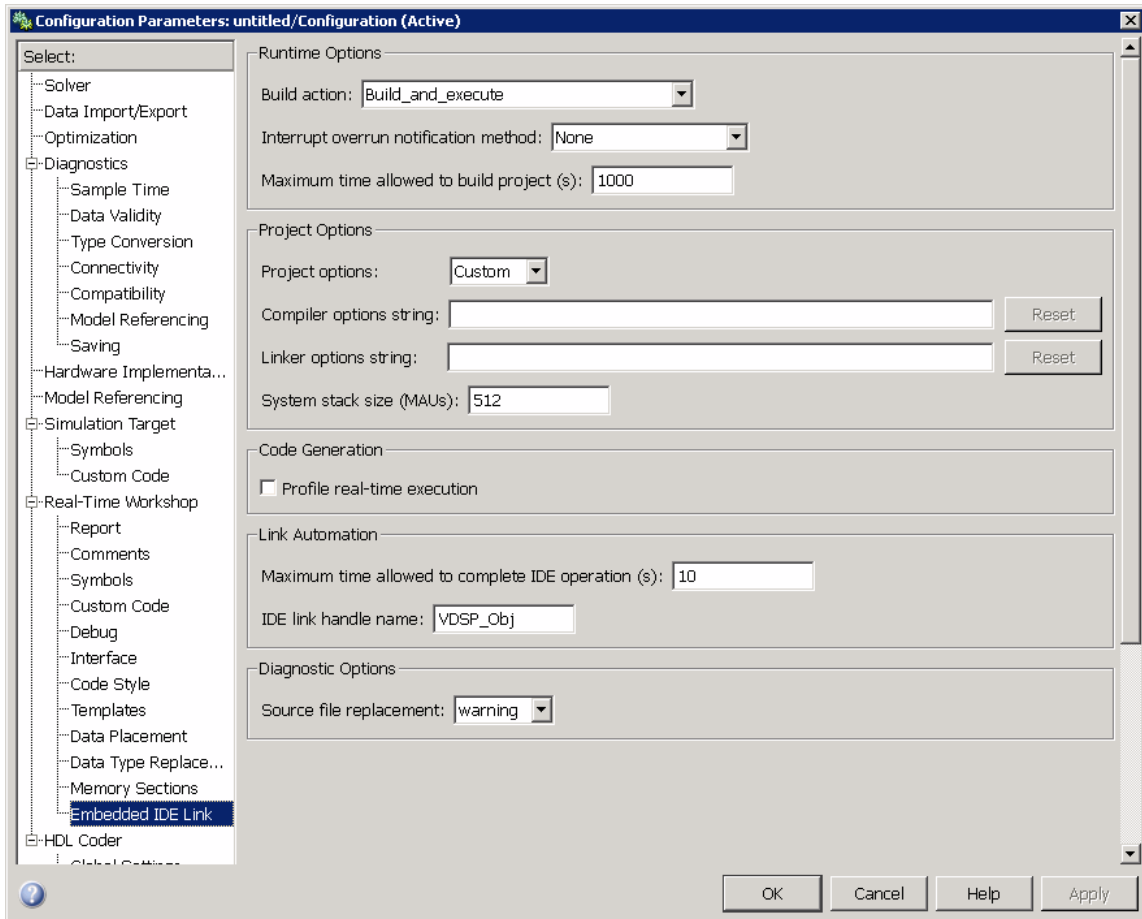 Configuration Parameters: untitled/Configuration (Active)
Select:
Solver
Data Import/Export
Optimization
Diagnostics
Sample Time
Data Validity
Type Conversion
Connectivity
Compatibility
Model Referencing
Saving
Hardware Implementa...
Model Referencing
Simulation Target
Symbols
Custom Code
Real-Time Workshop
Report
Comments
Symbols
Custom Code
Debug
Interface
Code Style
Templates
Data Placement
Data Type Replace...
Memory Sections
Embedded IDE Link
HDL Coder
Runtime Options
Build action: Build_and_execute
Interrupt overrun notification method: None
Maximum time allowed to build project (s): 1000
Project Options
Project options: Custom
Compiler options string: Reset
Linker options string: Reset
System stack size (MAUs): 512
Code Generation
Profile real-time execution
Link Automation
Maximum time allowed to complete IDE operation (s): 10
IDE link handle name: VDSP_Obj
Diagnostic Options
Source file replacement: warning
OK Cancel Help Apply